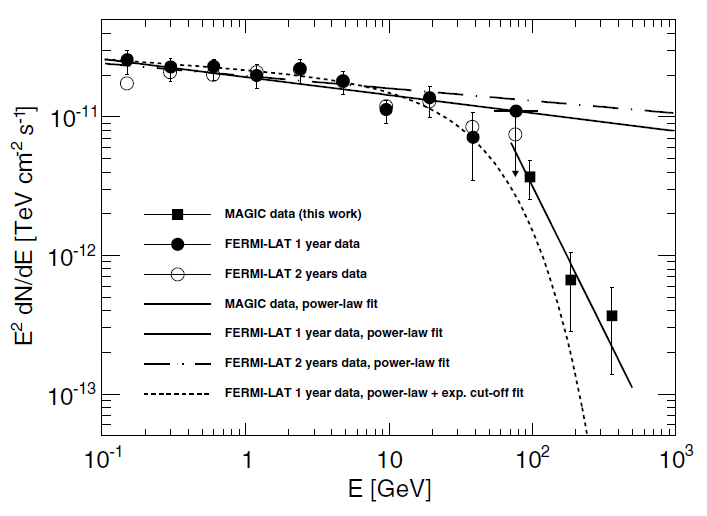 E² dN/dE [TeV cm⁻² s⁻¹]
10⁻¹¹
10⁻¹²
10⁻¹³
MAGIC data (this work)
FERMI-LAT 1 year data
FERMI-LAT 2 years data
MAGIC data, power-law fit
FERMI-LAT 1 year data, power-law fit
FERMI-LAT 2 years data, power-law fit
FERMI-LAT 1 year data, power-law + exp. cut-off fit
10⁻¹ 1 10 10² 10³
E [GeV]